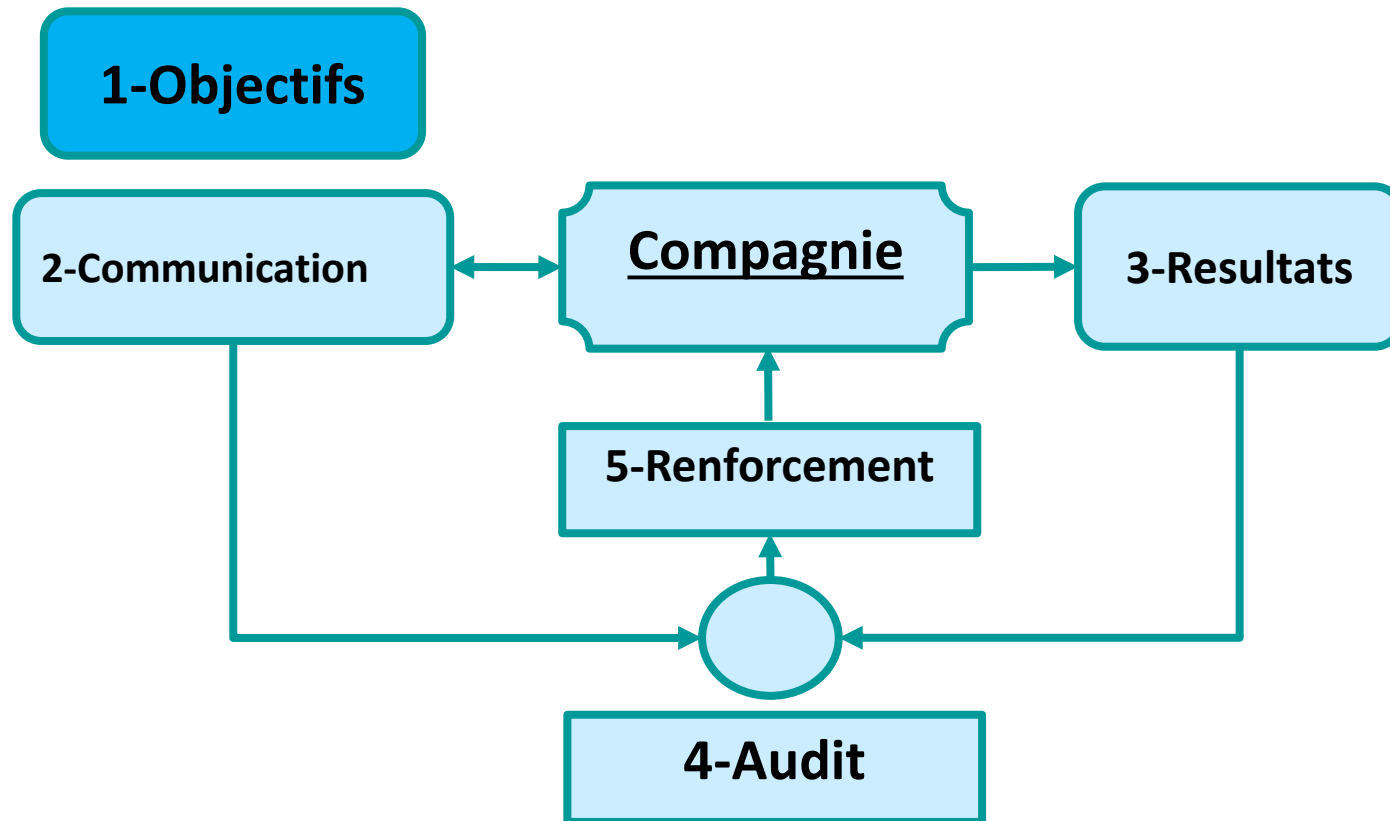 1-Objectifs
2-Communication
Compagnie
3-Resultats
5-Renforcement
4-Audit